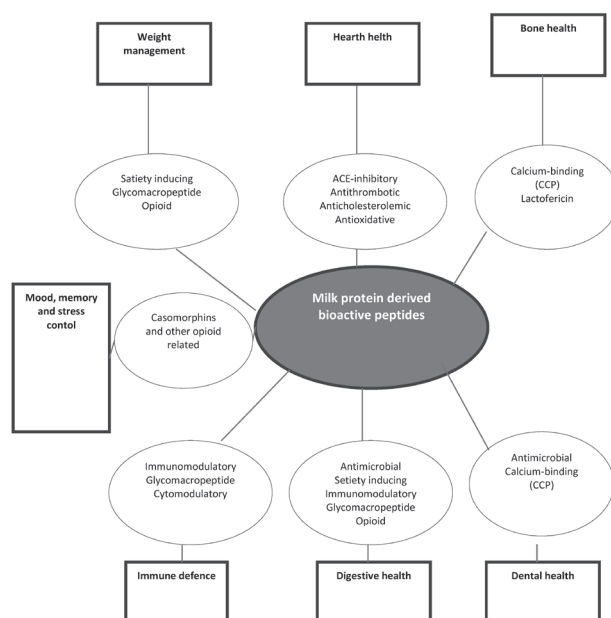 Weight
management
Hearth helth
Bone health
Satiety inducing
Glycomacropeptide
Opioid
ACE-inhibitory
Antithrombotic
Anticholesterolemic
Antioxidative
Calcium-binding
(CCP)
Lactofericin
Milk protein derived
bioactive peptides
Mood, memory
and stress
contol
Casomorphins
and other opioid
related
Immunomodulatory
Glycomacropeptide
Cytomodulatory
Antimicrobial
Setiety inducing
Immunomodulatory
Glycomacropeptide
Opioid
Antimicrobial
Calcium-binding
(CCP)
Immune defence
Digestive health
Dental health